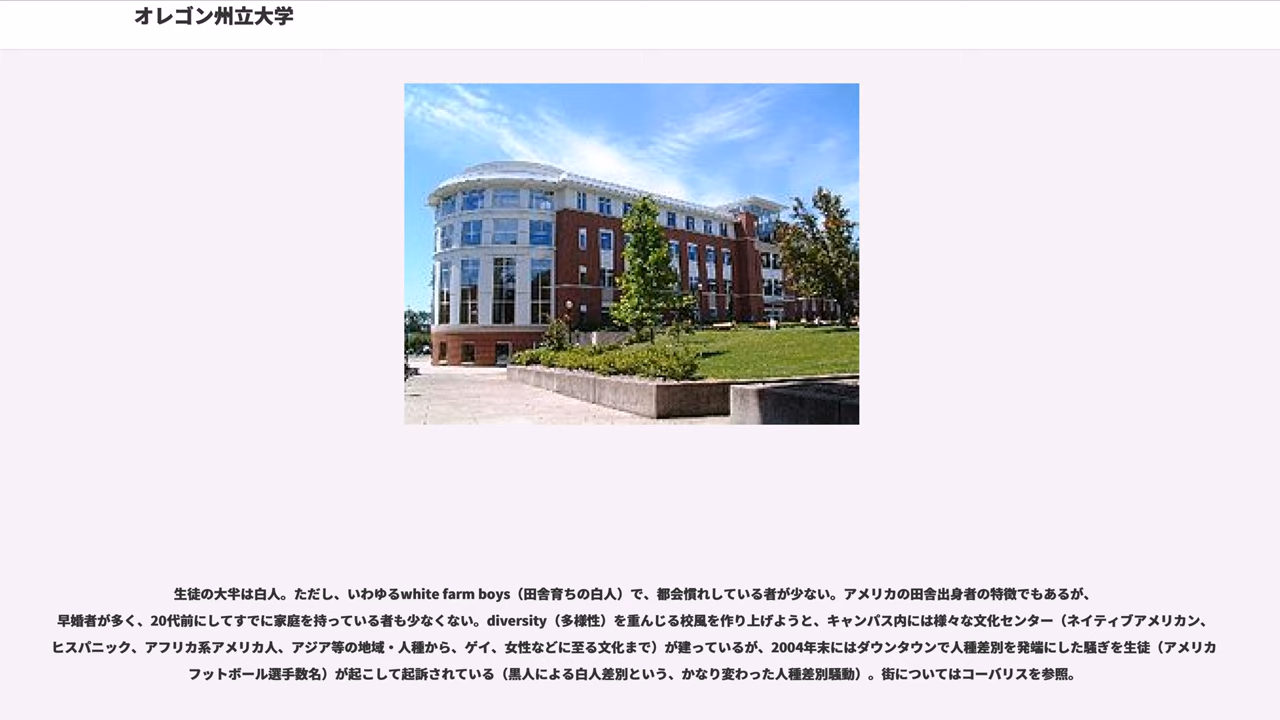 オレゴン州立大学
生徒の大半は白人。ただし、いわゆるwhite farm boys（田舎育ちの白人）で、都会慣れしている者が少ない。アメリカの田舎出身者の特徴でもあるが、
早婚者が多く、20代前にしてすでに家庭を持っている者も少なくない。diversity（多様性）を重んじる校風を作り上げようと、キャンパス内には様々な文化センター（ネイティブアメリカン、
ヒスパニック、アフリカ系アメリカ人、アジア等の地域・人種から、ゲイ、女性などに至る文化まで）が建っているが、2004年末にはダウンタウンで人種差別を発端にした騒ぎを生徒（アメリカ
フットボール選手数名）が起こして起訴されている（黒人による白人差別という、かなり変わった人種差別騒動）。街についてはコーバリスを参照。